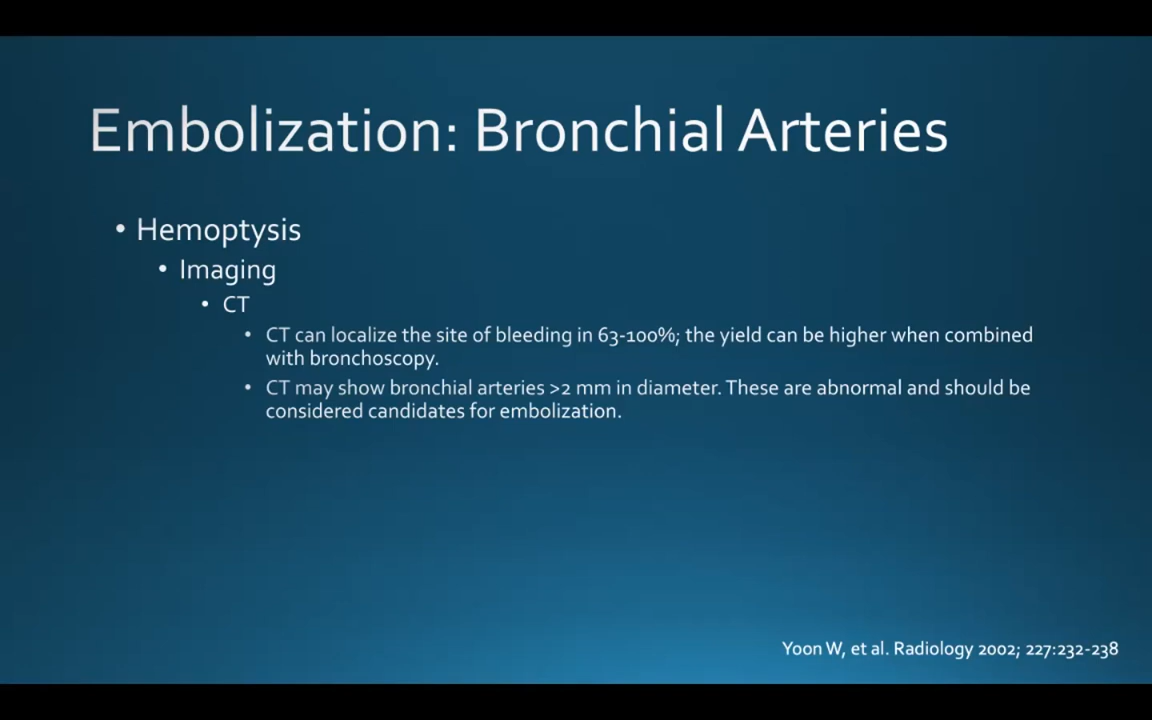 Embolization: Bronchial Arteries
• Hemoptysis
• Imaging
• CT
• CT can localize the site of bleeding in 63-100%; the yield can be higher when combined
with bronchoscopy.
• CT may show bronchial arteries >2 mm in diameter. These are abnormal and should be
considered candidates for embolization.
Yoon W, et al. Radiology 2002; 227:232-238